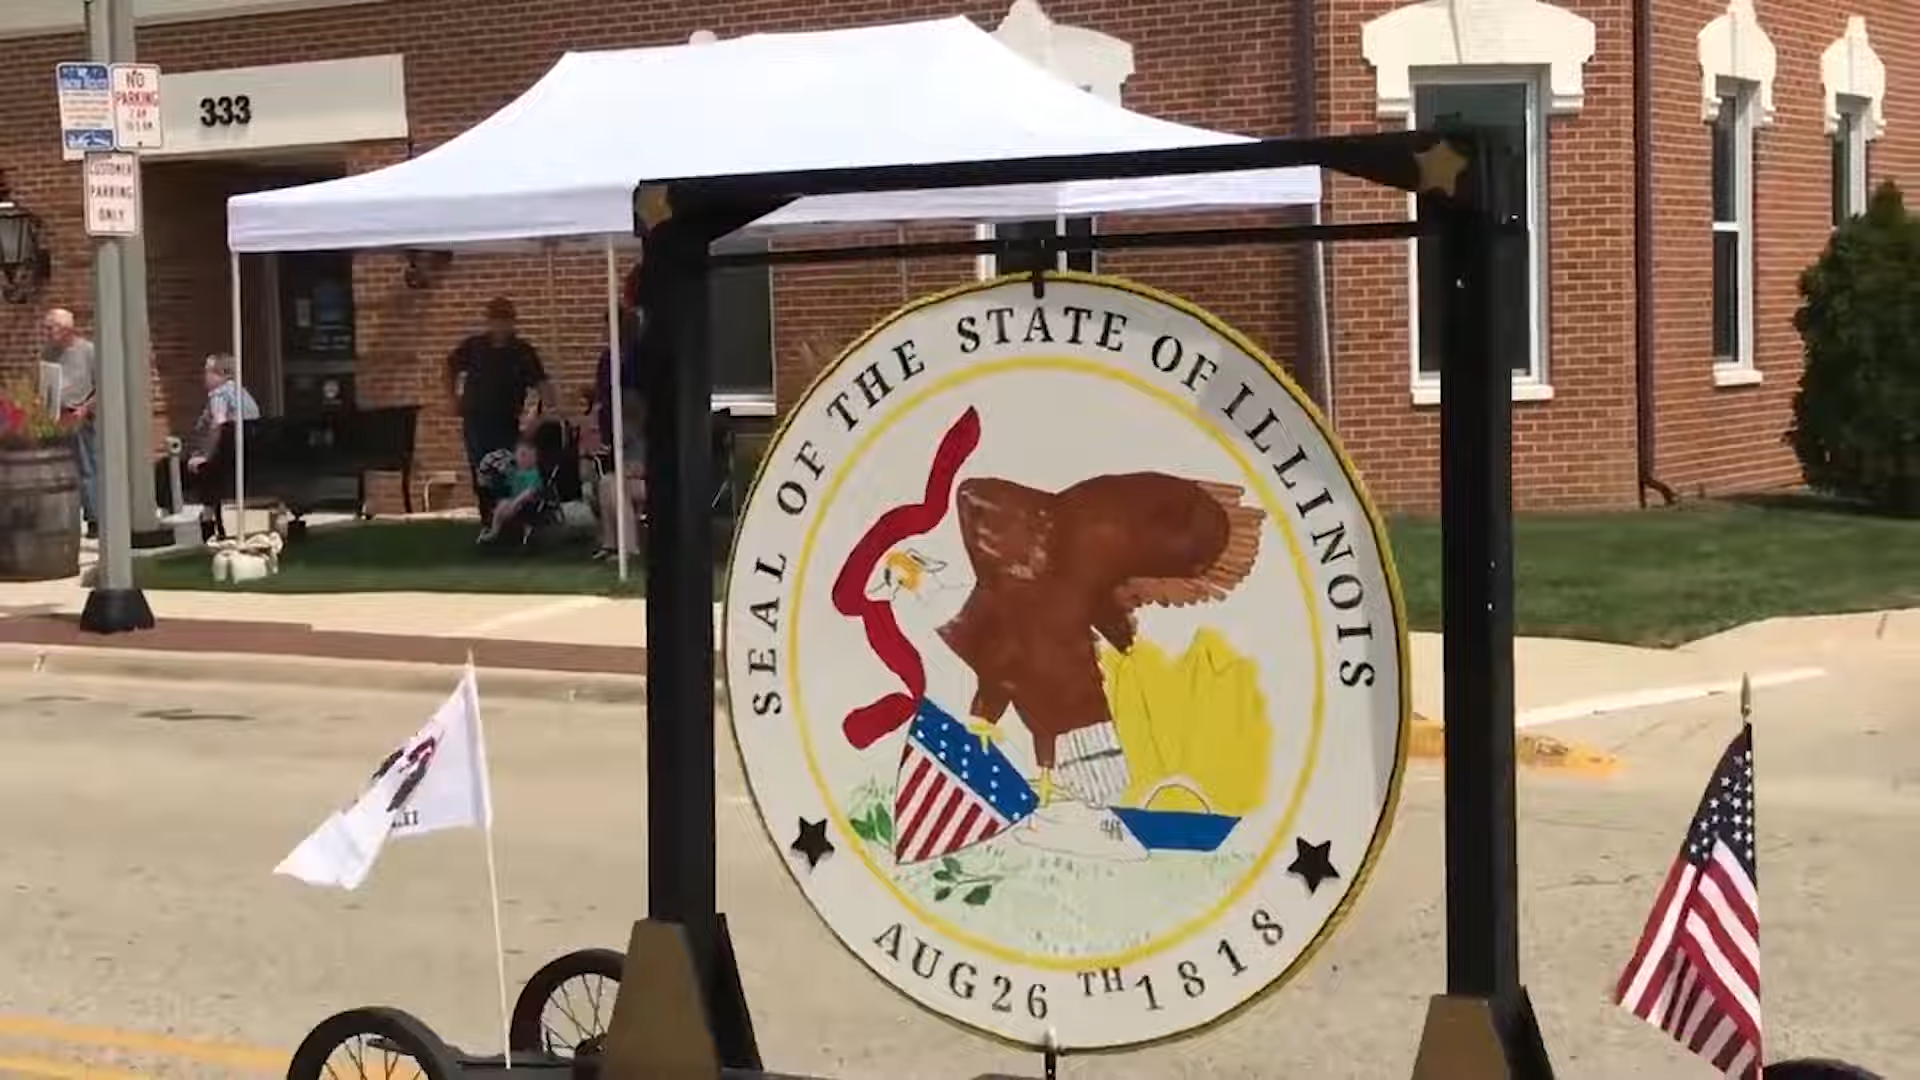 333
NO
PARKING
CUSTOMER
PARKING
ONLY
SEAL OF THE STATE OF ILLINOIS
AUG 26 TH 1818